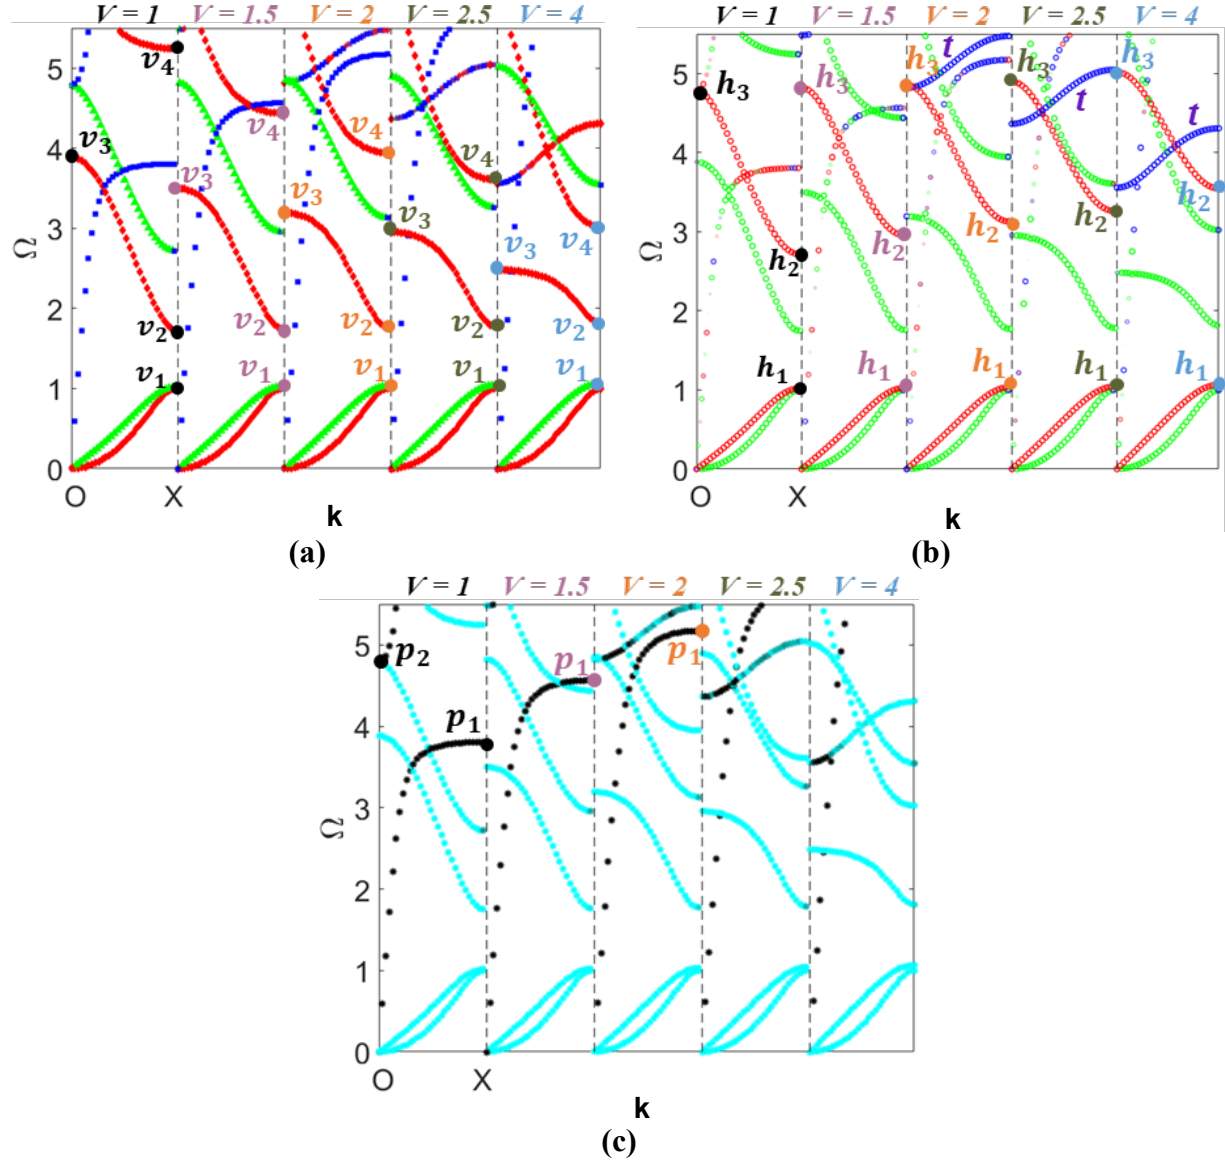 V = 1 V = 1.5 V = 2 V = 2.5 V = 4
5
4
3
2
1
0
Ω
v₄
v₃
v₂
v₁
v₄
v₃
v₂
v₁
v₄
v₃
v₂
v₁
v₄
v₃
v₂
v₁
v₃
v₄
v₂
v₁
O X
k
(a)
V = 1 V = 1.5 V = 2 V = 2.5 V = 4
5
4
3
2
1
0
Ω
h₃
h₂
h₁
h₃
h₂
h₁
t
h₃
h₂
h₁
h₃
t
h₂
h₁
h₃
t
h₂
h₁
O X
k
(b)
V = 1 V = 1.5 V = 2 V = 2.5 V = 4
5
4
3
2
1
0
Ω
p₂
p₁
p₁
p₁
O X
k
(c)